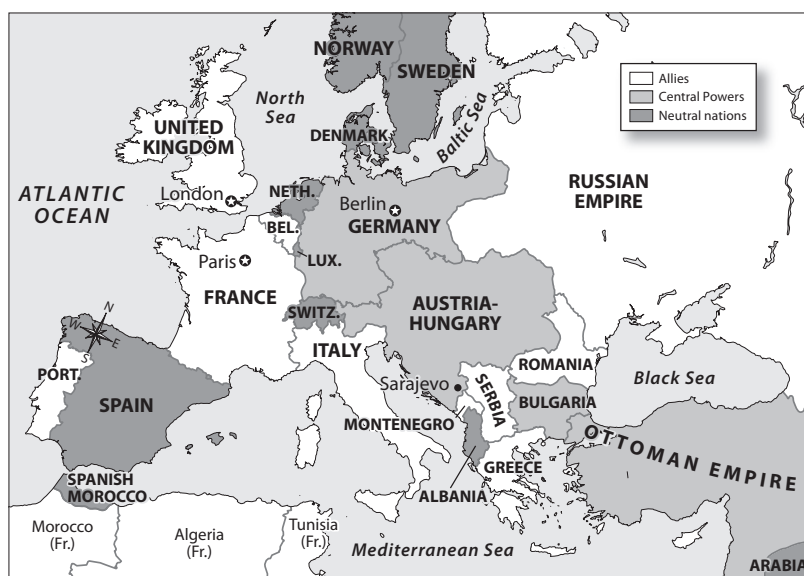 NORWAY
SWEDEN
North
Sea
Baltic Sea
DENMARK
Allies
Central Powers
Neutral nations
UNITED
KINGDOM
London
ATLANTIC
OCEAN
NETH.
Berlin
GERMANY
RUSSIAN
EMPIRE
BEL.
Paris
LUX.
FRANCE
SWITZ.
AUSTRIA-
HUNGARY
N
W
E
S
ITALY
ROMANIA
PORT.
SPAIN
Sarajevo
SERBIA
Black Sea
BULGARIA
MONTENEGRO
OTTOMAN EMPIRE
GREECE
ALBANIA
SPANISH
MOROCCO
Morocco
(Fr.)
Algeria
(Fr.)
Tunisia
(Fr.)
Mediterranean Sea
ARABIA